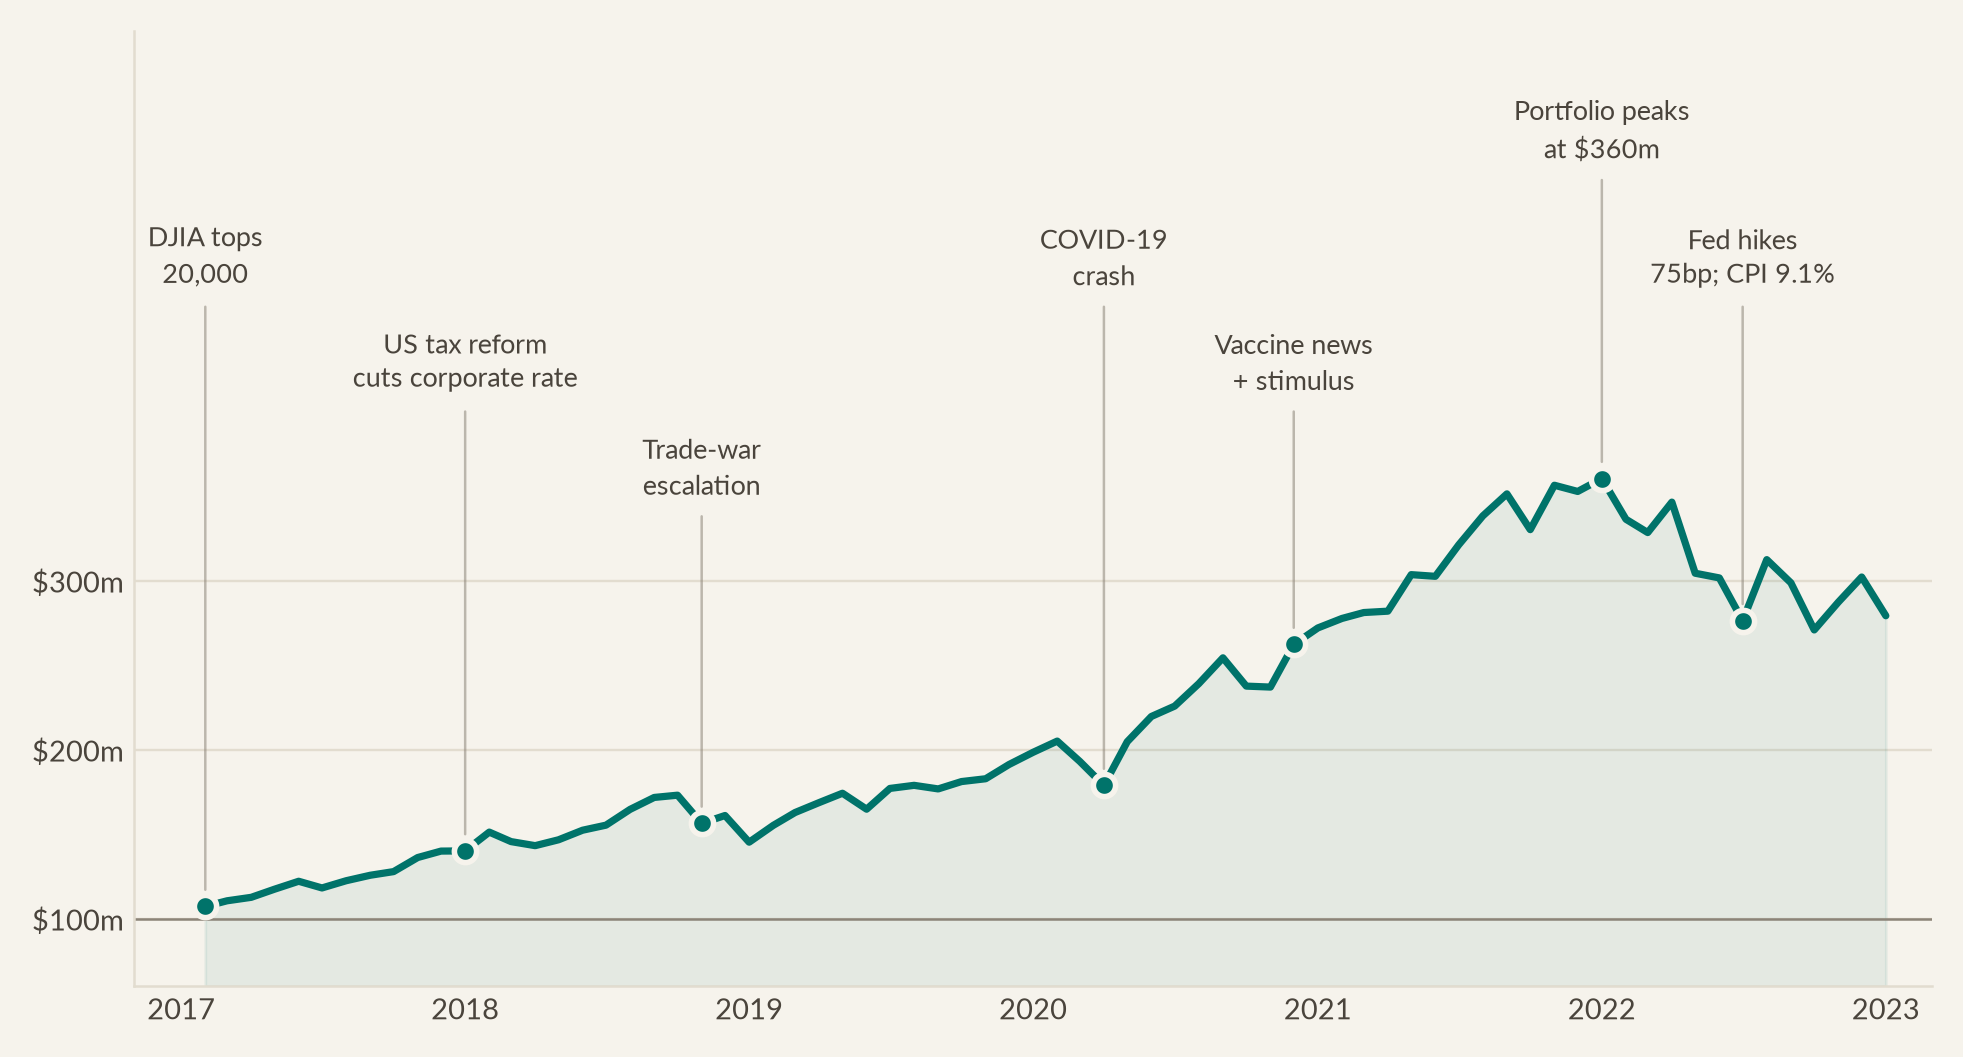 Portfolio peaks
at $360m
DJIA tops
20,000
COVID-19
crash
Fed hikes
75bp; CPI 9.1%
US tax reform
cuts corporate rate
Vaccine news
+ stimulus
Trade-war
escalation
$300m
$200m
$100m
2017 2018 2019 2020 2021 2022 2023